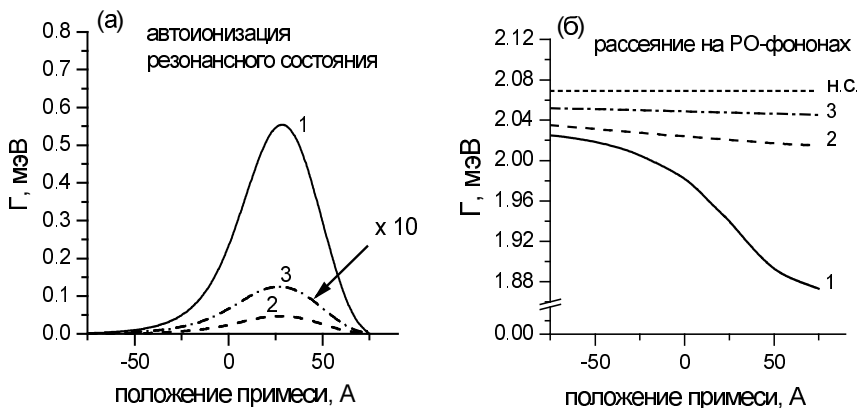 (а)
автоионизация
резонансного состояния
0.8
0.7
0.6
0.5
0.4
0.3
0.2
0.1
0.0
Г, мэВ
1
3
2
x 10
-50
0
50
положение примеси, А
(б)
рассеяние на РО-фононах
2.12
2.08
2.04
2.00
1.96
1.92
1.88
0.00
Г, мэВ
н.с.
3
2
1
-50
0
50
положение примеси, А